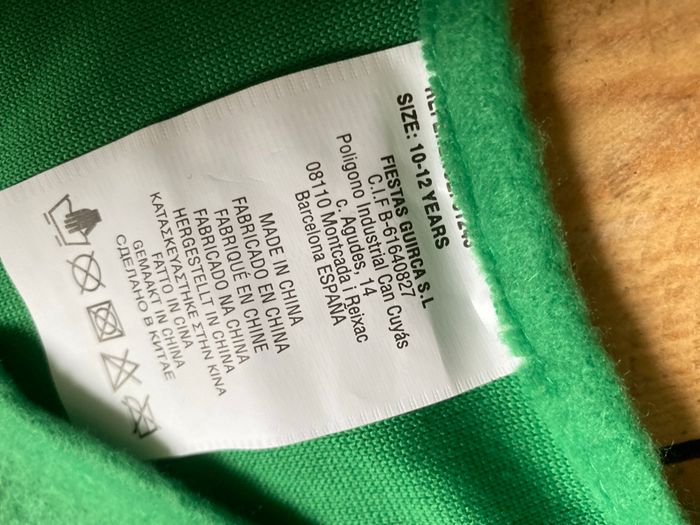 SIZE: 10-12 YEARS
FIESTAS GUIRCA S.L
C.I.F B-61640827
Poligono Industrial Can Cuyás
c. Agudes, 14
08110 Montcada i Reixac
Barcelona ESPAÑA
MADE IN CHINA
FABRICADO EN CHINA
FABRIQUÉ EN CHINE
FABRICADO NA CHINA
HERGESTELLT IN CHINA
ΚΑΤΑΣΚΕΥΑΣΤΗΚΕ ΣΤΗΝ ΚΙΝΑ
FATTO IN CINA
GEMAAKT IN CHINA
СДЕЛАНО В КИТАЕ